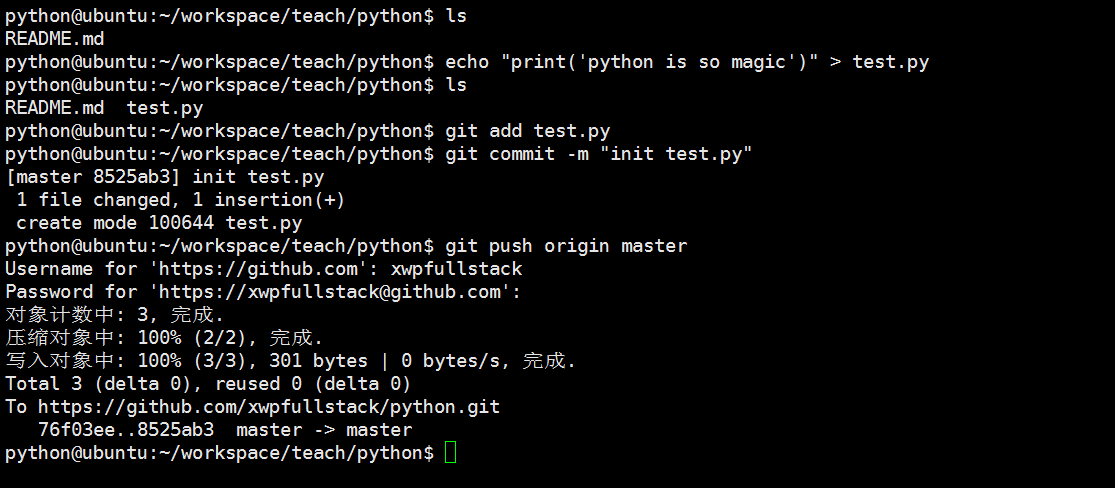 python@ubuntu:~/workspace/teach/python$ ls
README.md
python@ubuntu:~/workspace/teach/python$ echo "print('python is so magic')" > test.py
python@ubuntu:~/workspace/teach/python$ ls
README.md  test.py
python@ubuntu:~/workspace/teach/python$ git add test.py
python@ubuntu:~/workspace/teach/python$ git commit -m "init test.py"
[master 8525ab3] init test.py
 1 file changed, 1 insertion(+)
 create mode 100644 test.py
python@ubuntu:~/workspace/teach/python$ git push origin master
Username for 'https://github.com': xwpfullstack
Password for 'https://xwpfullstack@github.com':
对象计数中: 3, 完成.
压缩对象中: 100% (2/2), 完成.
写入对象中: 100% (3/3), 301 bytes | 0 bytes/s, 完成.
Total 3 (delta 0), reused 0 (delta 0)
To https://github.com/xwpfullstack/python.git
   76f03ee..8525ab3  master -> master
python@ubuntu:~/workspace/teach/python$